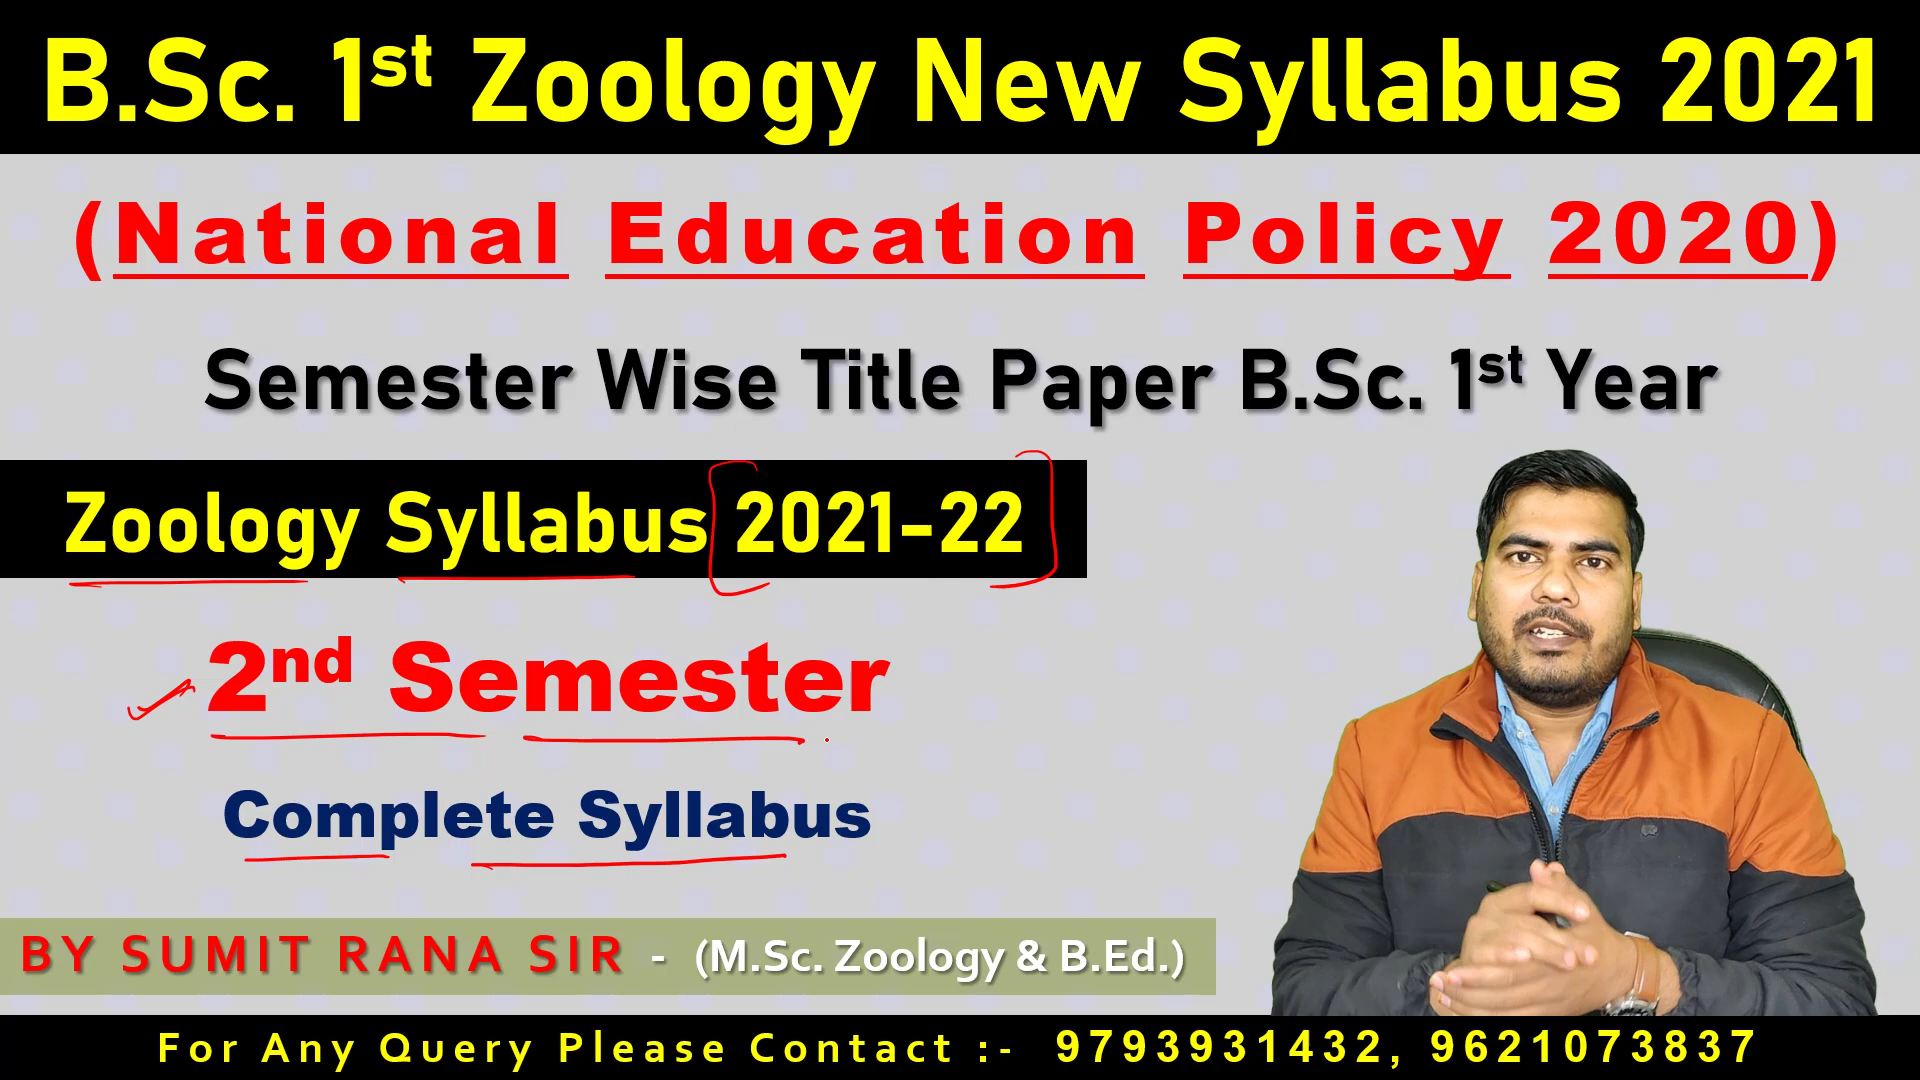 B.Sc. 1st Zoology New Syllabus 2021
(National Education Policy 2020)
Semester Wise Title Paper B.Sc. 1st Year
Zoology Syllabus 2021-22
2nd Semester
Complete Syllabus
BY SUMIT RANA SIR - (M.Sc. Zoology & B.Ed.)
For Any Query Please Contact :- 9793931432, 9621073837